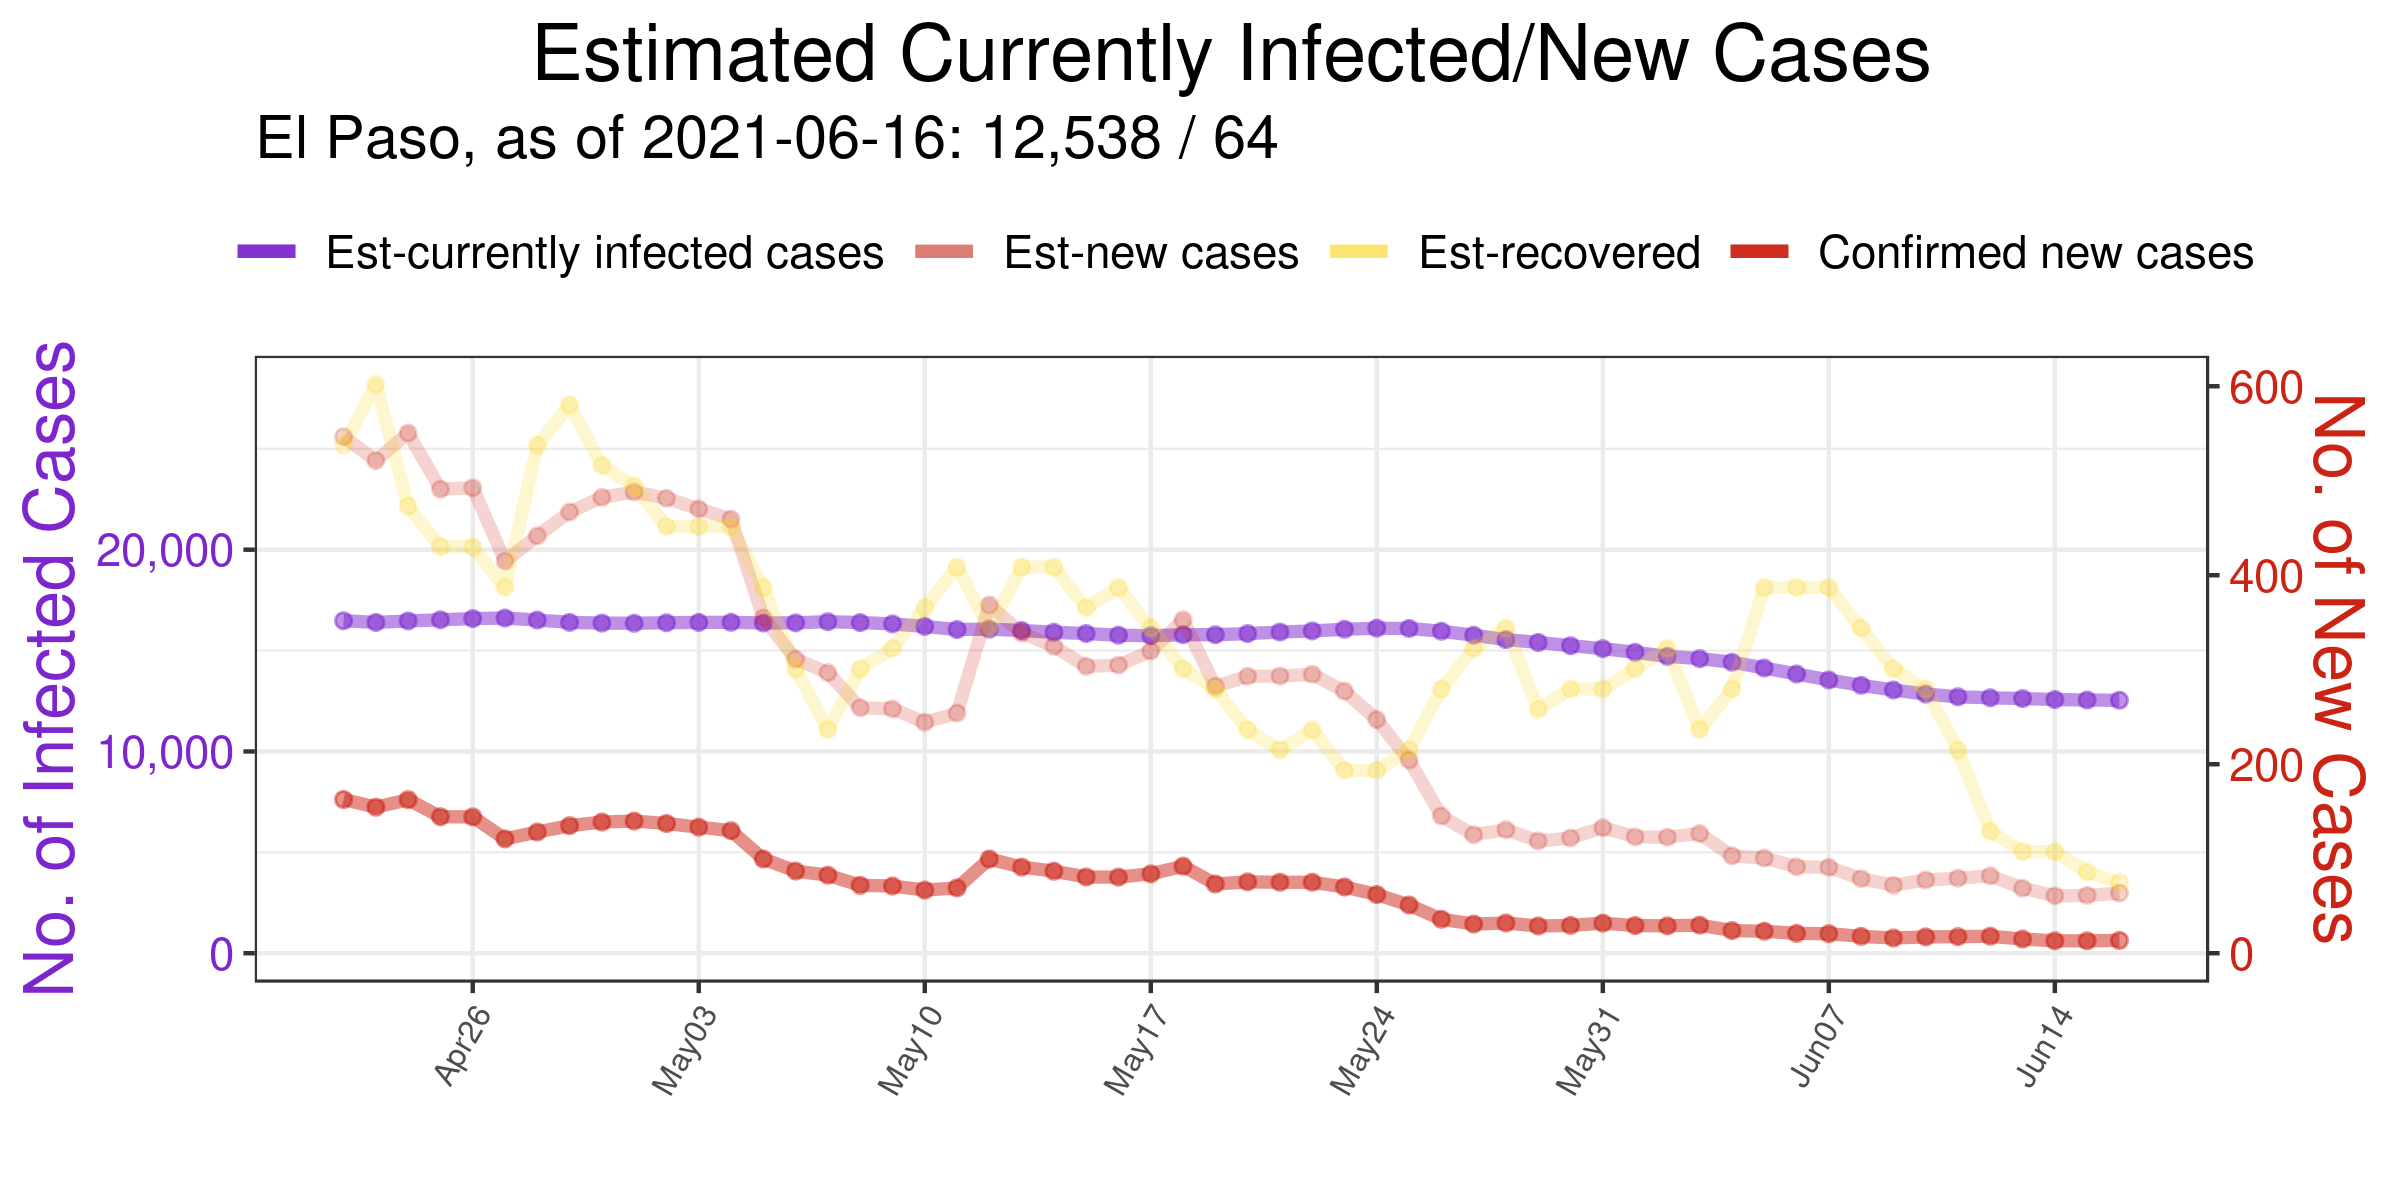 Estimated Currently Infected/New Cases
El Paso, as of 2021-06-16: 12,538 / 64
Est-currently infected cases Est-new cases Est-recovered Confirmed new cases
No. of Infected Cases
20,000
10,000
0
600
400
200
0
No. of New Cases
Apr26 May03 May10 May17 May24 May31 Jun07 Jun14